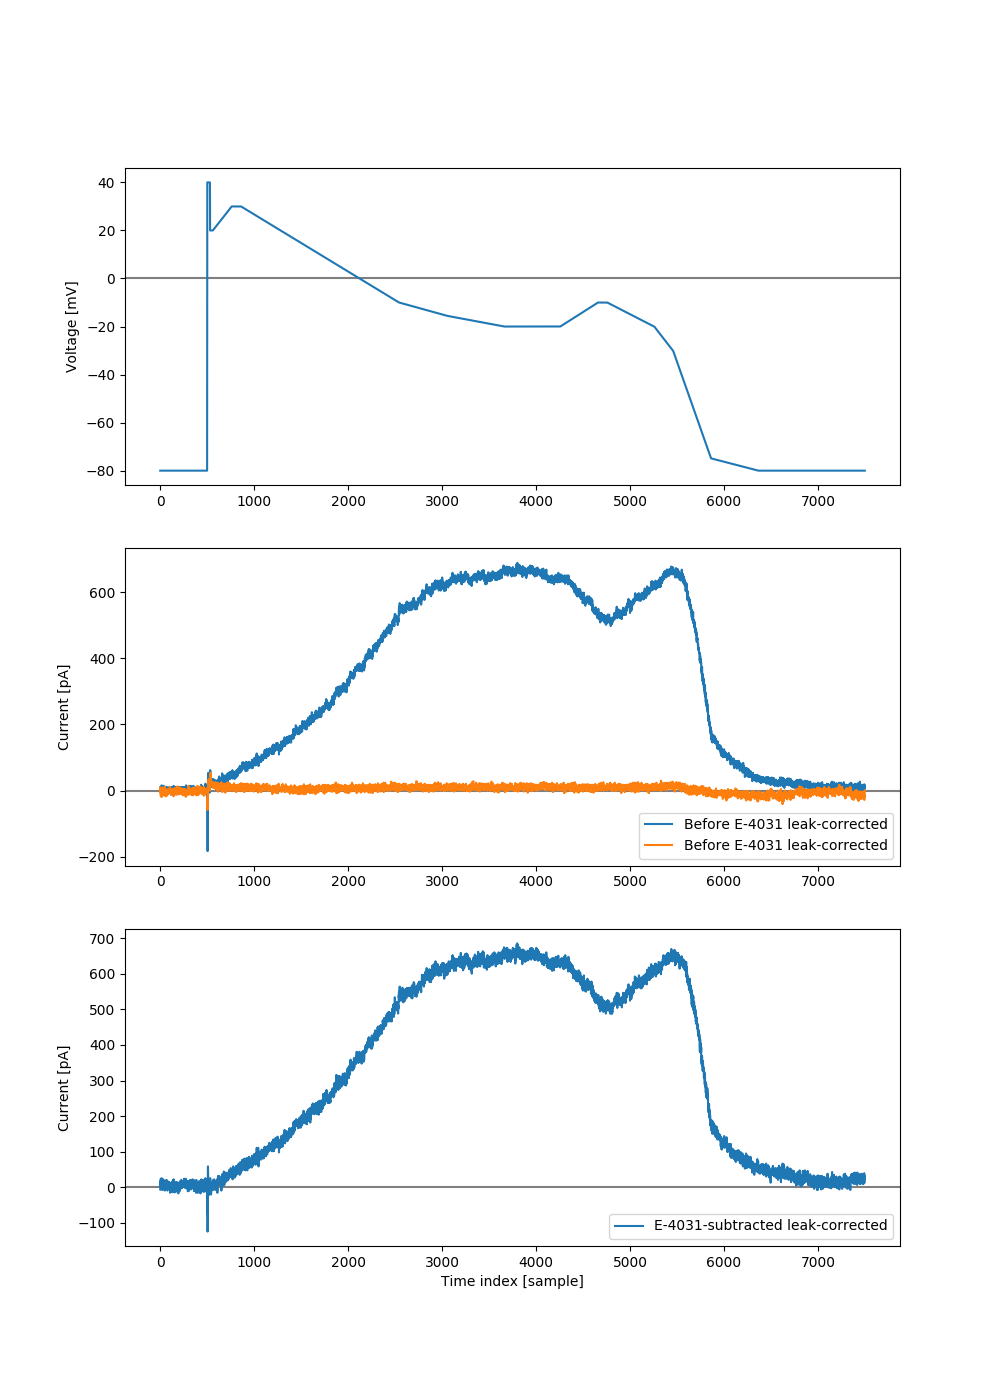 40
20
0
−20
−40
−60
−80
Voltage [mV]
0 1000 2000 3000 4000 5000 6000 7000
600
400
200
0
−200
Current [pA]
Before E-4031 leak-corrected
Before E-4031 leak-corrected
0 1000 2000 3000 4000 5000 6000 7000
700
600
500
400
300
200
100
0
−100
Current [pA]
E-4031-subtracted leak-corrected
0 1000 2000 3000 4000 5000 6000 7000
Time index [sample]